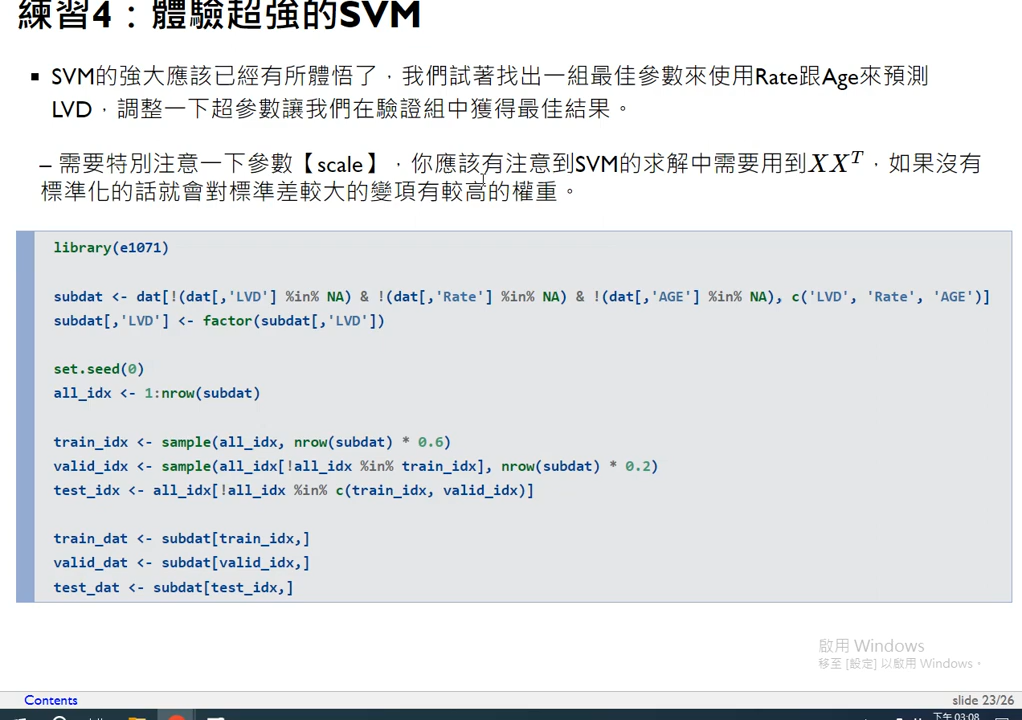 練習4：體驗超強的SVM
▪ SVM的強大應該已經有所體悟了，我們試著找出一組最佳參數來使用Rate跟Age來預測
LVD，調整一下超參數讓我們在驗證組中獲得最佳結果。
– 需要特別注意一下參數【scale】，你應該有注意到SVM的求解中需要用到XXᵀ，如果沒有
標準化的話就會對標準差較大的變項有較高的權重。
library(e1071)
subdat <- dat[!(dat[,'LVD'] %in% NA) & !(dat[,'Rate'] %in% NA) & !(dat[,'AGE'] %in% NA), c('LVD', 'Rate', 'AGE')]
subdat[,'LVD'] <- factor(subdat[,'LVD'])
set.seed(0)
all_idx <- 1:nrow(subdat)
train_idx <- sample(all_idx, nrow(subdat) * 0.6)
valid_idx <- sample(all_idx[!all_idx %in% train_idx], nrow(subdat) * 0.2)
test_idx <- all_idx[!all_idx %in% c(train_idx, valid_idx)]
train_dat <- subdat[train_idx,]
valid_dat <- subdat[valid_idx,]
test_dat <- subdat[test_idx,]
啟用 Windows
移至 [設定] 以啟用 Windows。
Contents
slide 23/26
下午 03:08